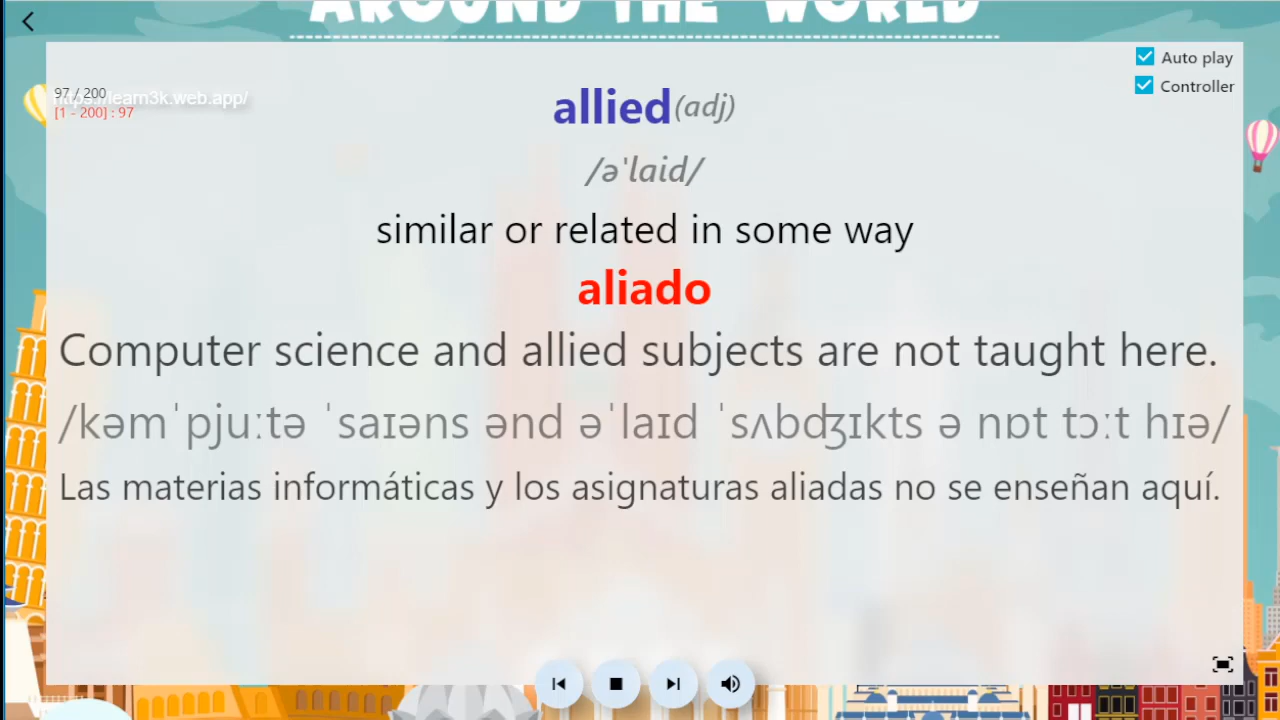 AROUND THE WORLD
Auto play
Controller
97 / 200
https://learn3k.web.app/
[1 - 200] : 97
allied (adj)
/ə'laid/
similar or related in some way
aliado
Computer science and allied subjects are not taught here.
/kəmˈpjuːtə ˈsaɪəns ənd əˈlaɪd ˈsʌbʤɪkts ə nɒt tɔːt hɪə/
Las materias informáticas y los asignaturas aliadas no se enseñan aquí.